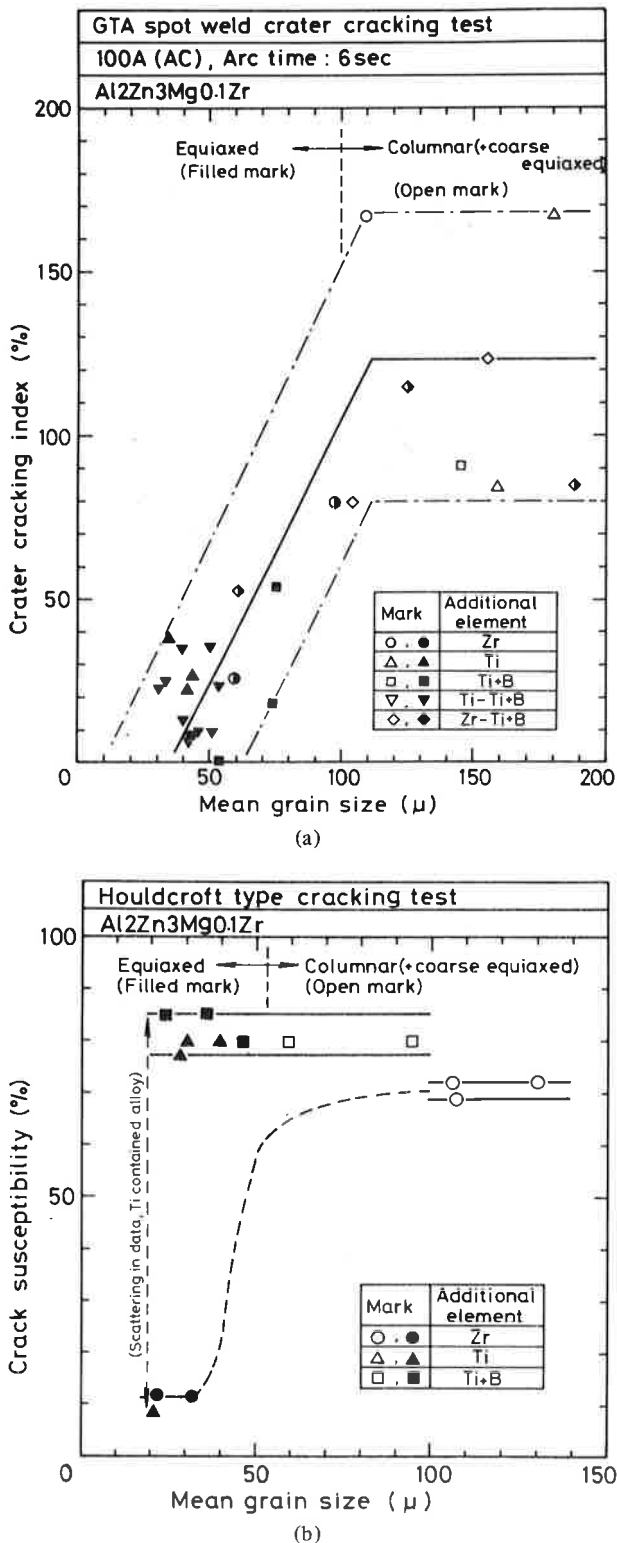 GTA spot weld crater cracking test
100A (AC), Arc time : 6sec
Al2Zn3Mg0.1Zr
200
150
100
50
0
Crater cracking index (%)
Equiaxed
(Filled mark)
Columnar(+coarse
equiaxed)
(Open mark)
Mark Additional element
○, ● Zr
△, ▲ Ti
□, ■ Ti+B
▽, ▼ Ti-Ti+B
◇, ◆ Zr-Ti+B
50 100 150 200
Mean grain size (μ)
(a)
Houldcroft type cracking test
Al2Zn3Mg0.1Zr
100
50
0
Crack susceptibility (%)
Equiaxed
(Filled mark)
Columnar(+coarse equiaxed)
(Open mark)
(Scattering in data, Ti contained alloy)
Mark Additional element
○, ● Zr
△, ▲ Ti
□, ■ Ti+B
50 100 150
Mean grain size (μ)
(b)